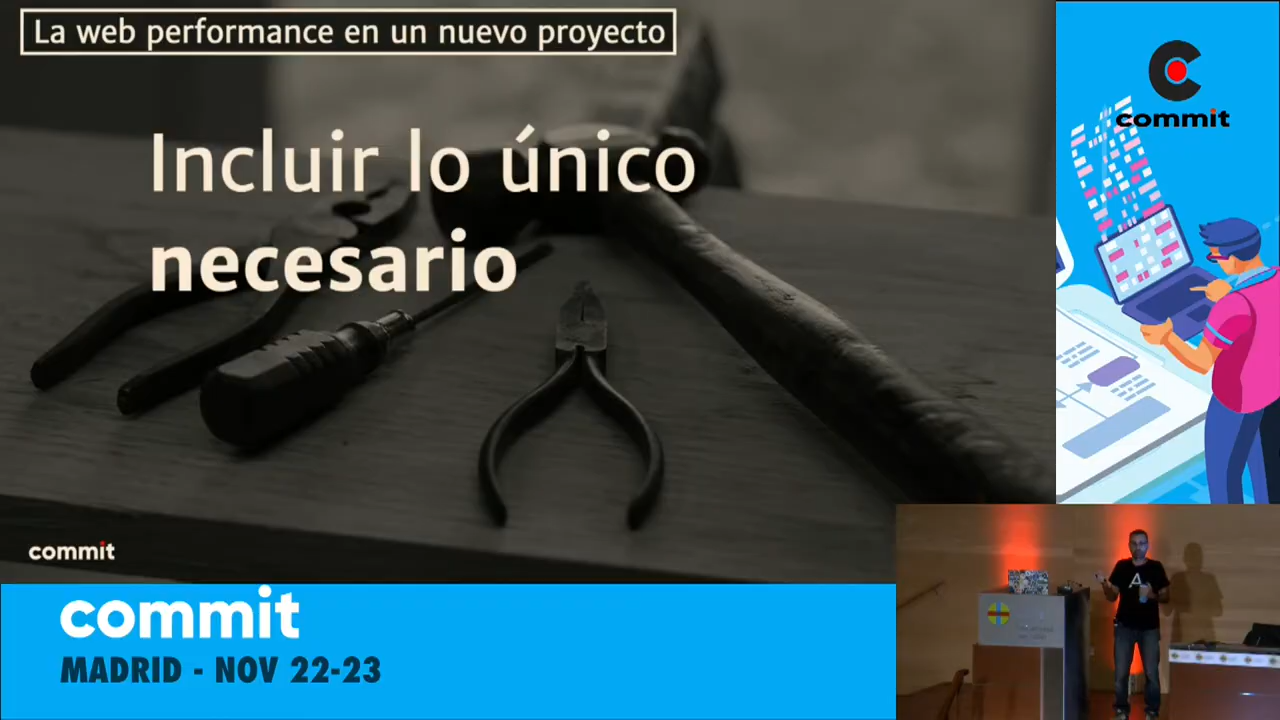 La web performance en un nuevo proyecto
Incluir lo único
necesario
commit
commit
commit
MADRID - NOV 22-23
A